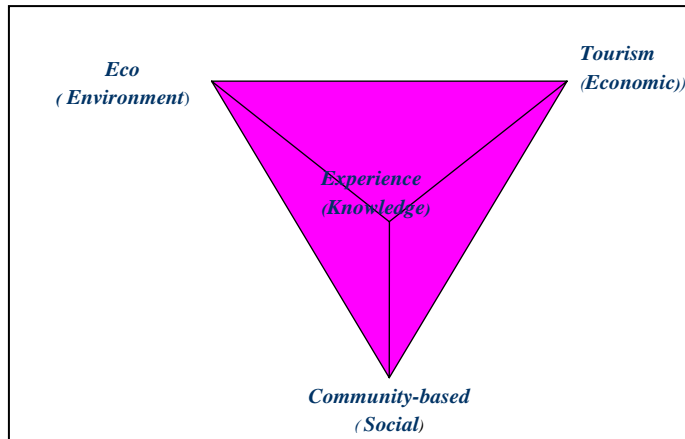 Eco
( Environment)
Tourism
(Economic))
Experience
(Knowledge)
Community-based
(Social)